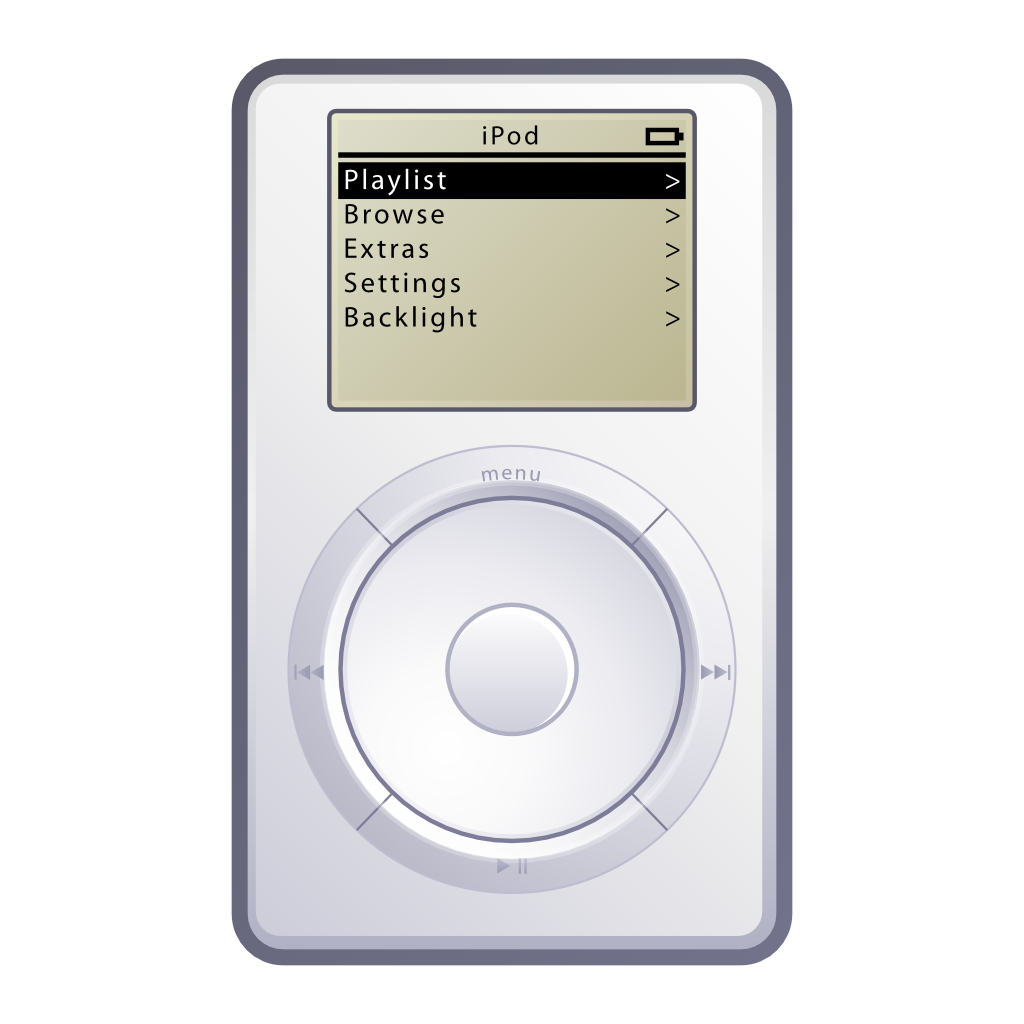 iPod
Playlist >
Browse >
Extras >
Settings >
Backlight >
menu